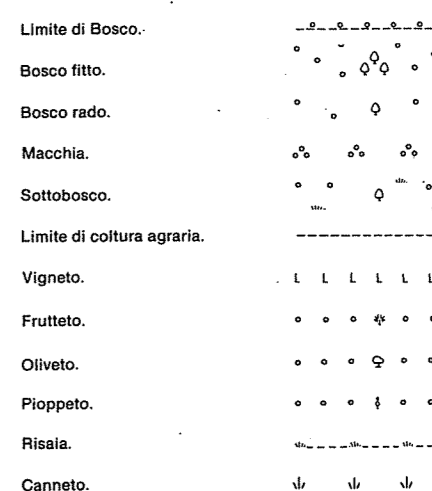 Limite di Bosco.
Bosco fitto.
Bosco rado.
Macchia.
Sottobosco.
Limite di coltura agraria.
Vigneto.
Frutteto.
Oliveto.
Pioppeto.
Risaia.
Canneto.